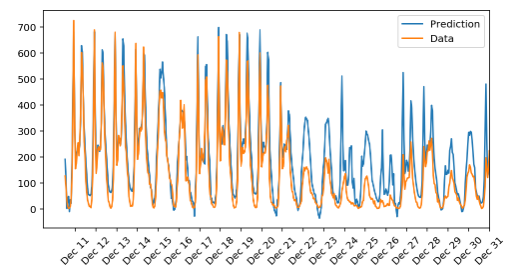 Prediction
Data
700
600
500
400
300
200
100
0
Dec 11
Dec 12
Dec 13
Dec 14
Dec 15
Dec 16
Dec 17
Dec 18
Dec 19
Dec 20
Dec 21
Dec 22
Dec 23
Dec 24
Dec 25
Dec 26
Dec 27
Dec 28
Dec 29
Dec 30
Dec 31